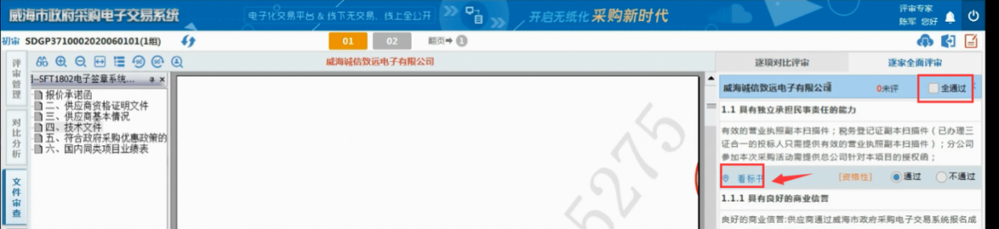 威海市政府采购电子交易系统
电子化交易平台 & 线下无交易、线上全公开
开启无纸化 采购新时代
评审专家
陈军 您好
初审 SDGP3710002020060101(1组)
01 02 翻页 1
评审管理
对比分析
文件审查
威海诚信致远电子有限公司
逐项对比评审 逐家全面评审
-SFT1802电子签章系统...
报价承诺函
二、供应商资格证明文件
三、供应商基本情况
四、技术文件
五、符合政府采购优惠政策的
六、国内同类项目业绩表
5275
威海诚信致远电子有限公司 0未评 全通过
1.1 具有独立承担民事责任的能力
有效的营业执照副本扫描件；税务登记证副本扫描件（已办理三
证合一的投标人只需提供有效的营业执照副本扫描件）；分公司
参加本次采购活动需提供总公司针对本项目的授权函；
看标书 [资格性] 通过 不通过
1.1.1 具有良好的商业信誉
良好的商业信誉:供应商通过威海市政府采购电子交易系统报名成